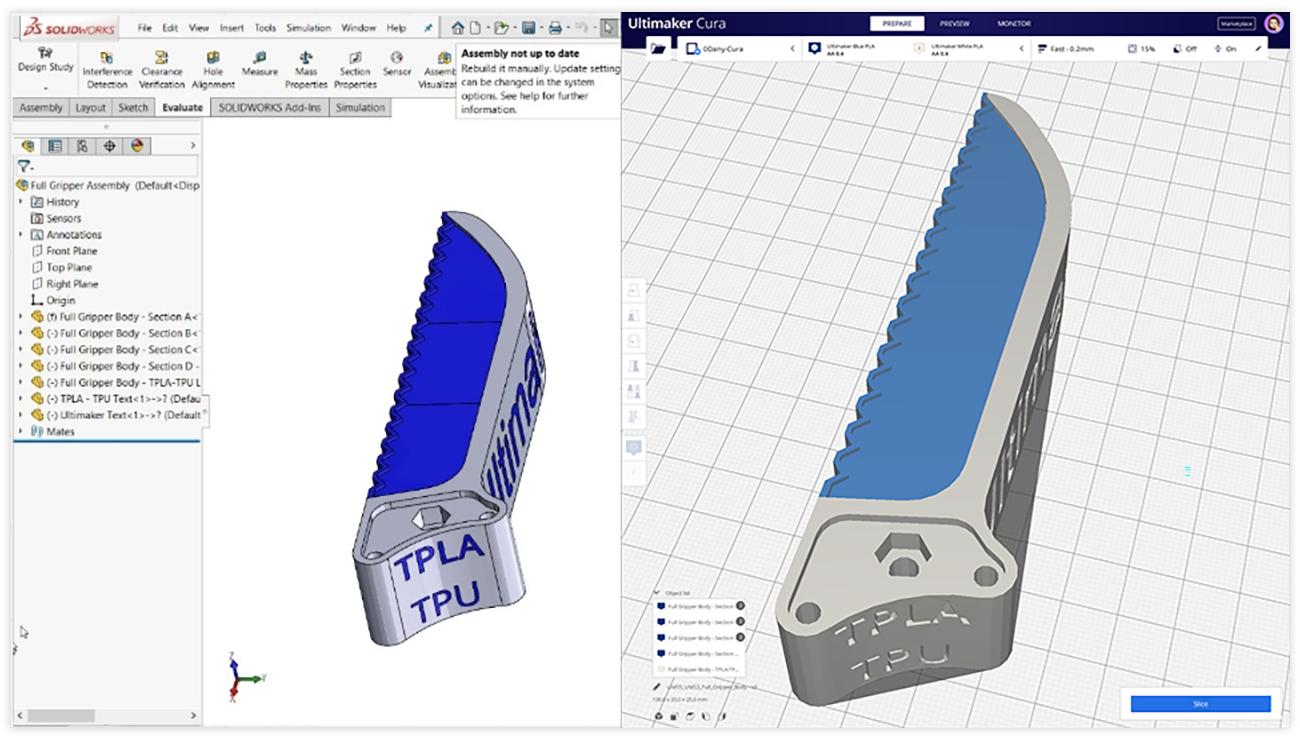 SOLIDWORKS File Edit View Insert Tools Simulation Window Help
Design Study
Interference Detection
Clearance Verification
Hole Alignment
Measure
Mass Properties
Section Properties
Sensor
Assemb Visualizat
Assembly not up to date
Rebuild it manually. Update setting
can be changed in the system
options. See help for further
information.
Assembly Layout Sketch Evaluate SOLIDWORKS Add-Ins Simulation
Full Gripper Assembly (Default<Disp
History
Sensors
Annotations
Front Plane
Top Plane
Right Plane
Origin
(f) Full Gripper Body - Section A<
(-) Full Gripper Body - Section B<
(-) Full Gripper Body - Section C<
(-) Full Gripper Body - Section D -
(-) Full Gripper Body - TPLA-TPU L
(-) TPLA - TPU Text<1>->? (Defau
(-) Ultimaker Text<1>->? (Default
Mates
Ultima
TPLA
TPU
Z
Y
X
Ultimaker Cura PREPARE PREVIEW MONITOR Marketplace
Ultimaker Blue PLA
AA 0.4
Ultimaker White PLA
AA 0.4
Fast - 0.2mm 15% Off On
TPLA
TPU
Object list
Full Gripper Body - Section
Full Gripper Body - Section
Full Gripper Body - Section
Full Gripper Body - Section ...
Full Gripper Body - TPLA-TP...
Slice